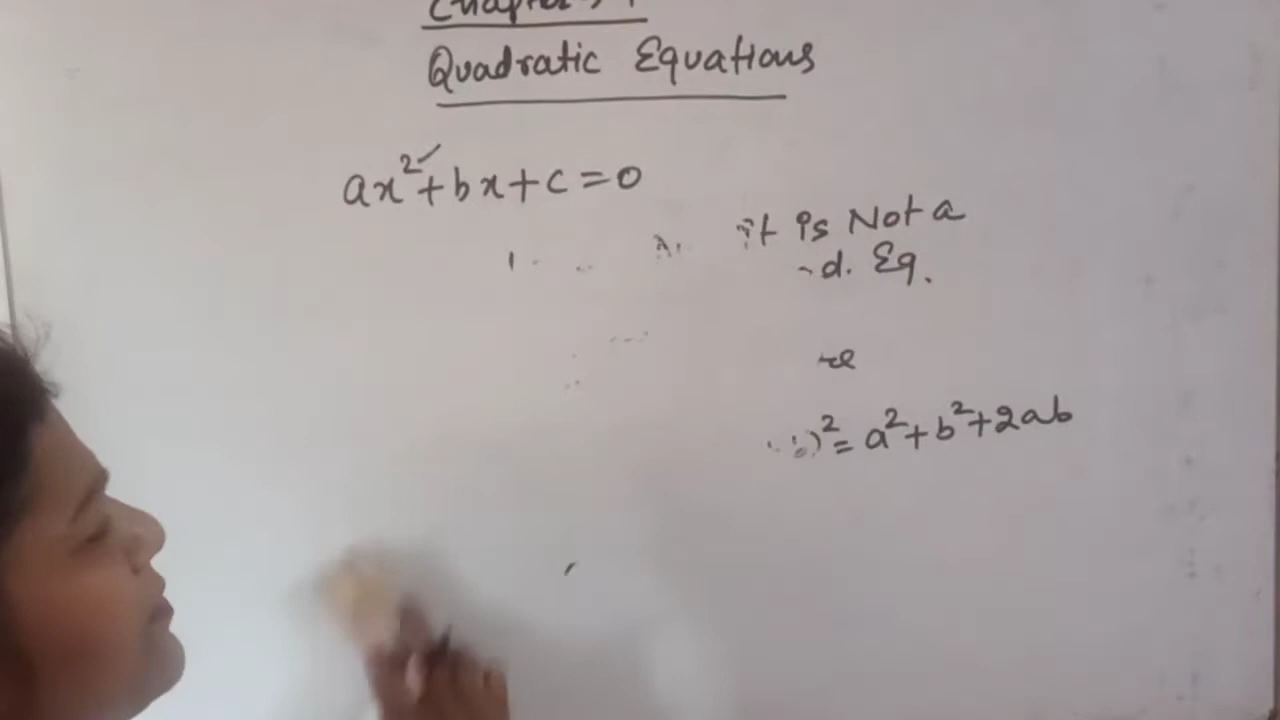 Quadratic Equations
ax²+bx+c=0
it is Not a
d. Eq.
)²= a²+b²+2ab